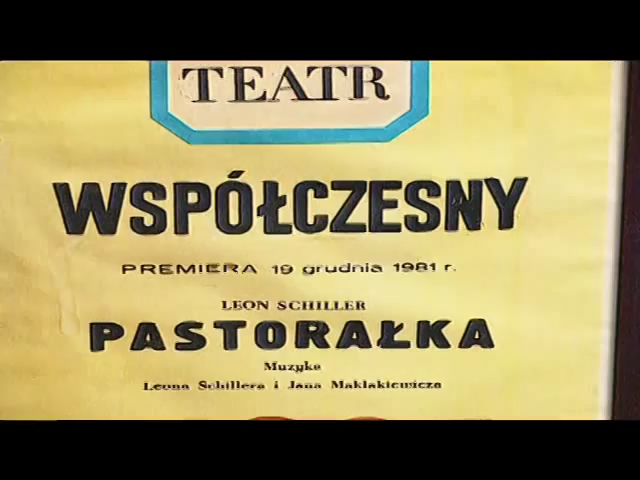 TEATR
WSPÓŁCZESNY
PREMIERA 19 grudnia 1981 r.
LEON SCHILLER
PASTORAŁKA
Muzyka
Leona Schillera i Jana Maklakiewicza